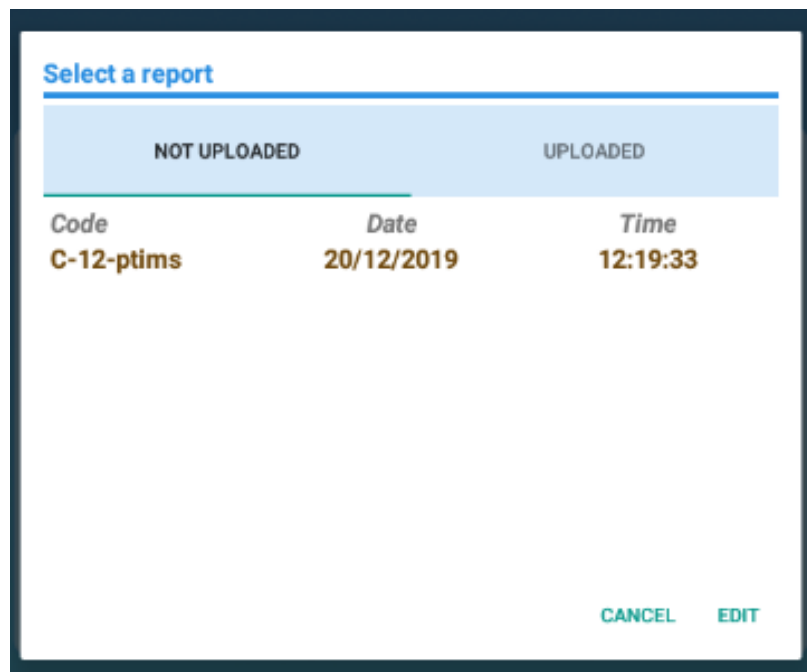 Select a report
NOT UPLOADED UPLOADED
Code Date Time
C-12-ptims 20/12/2019 12:19:33
CANCEL EDIT